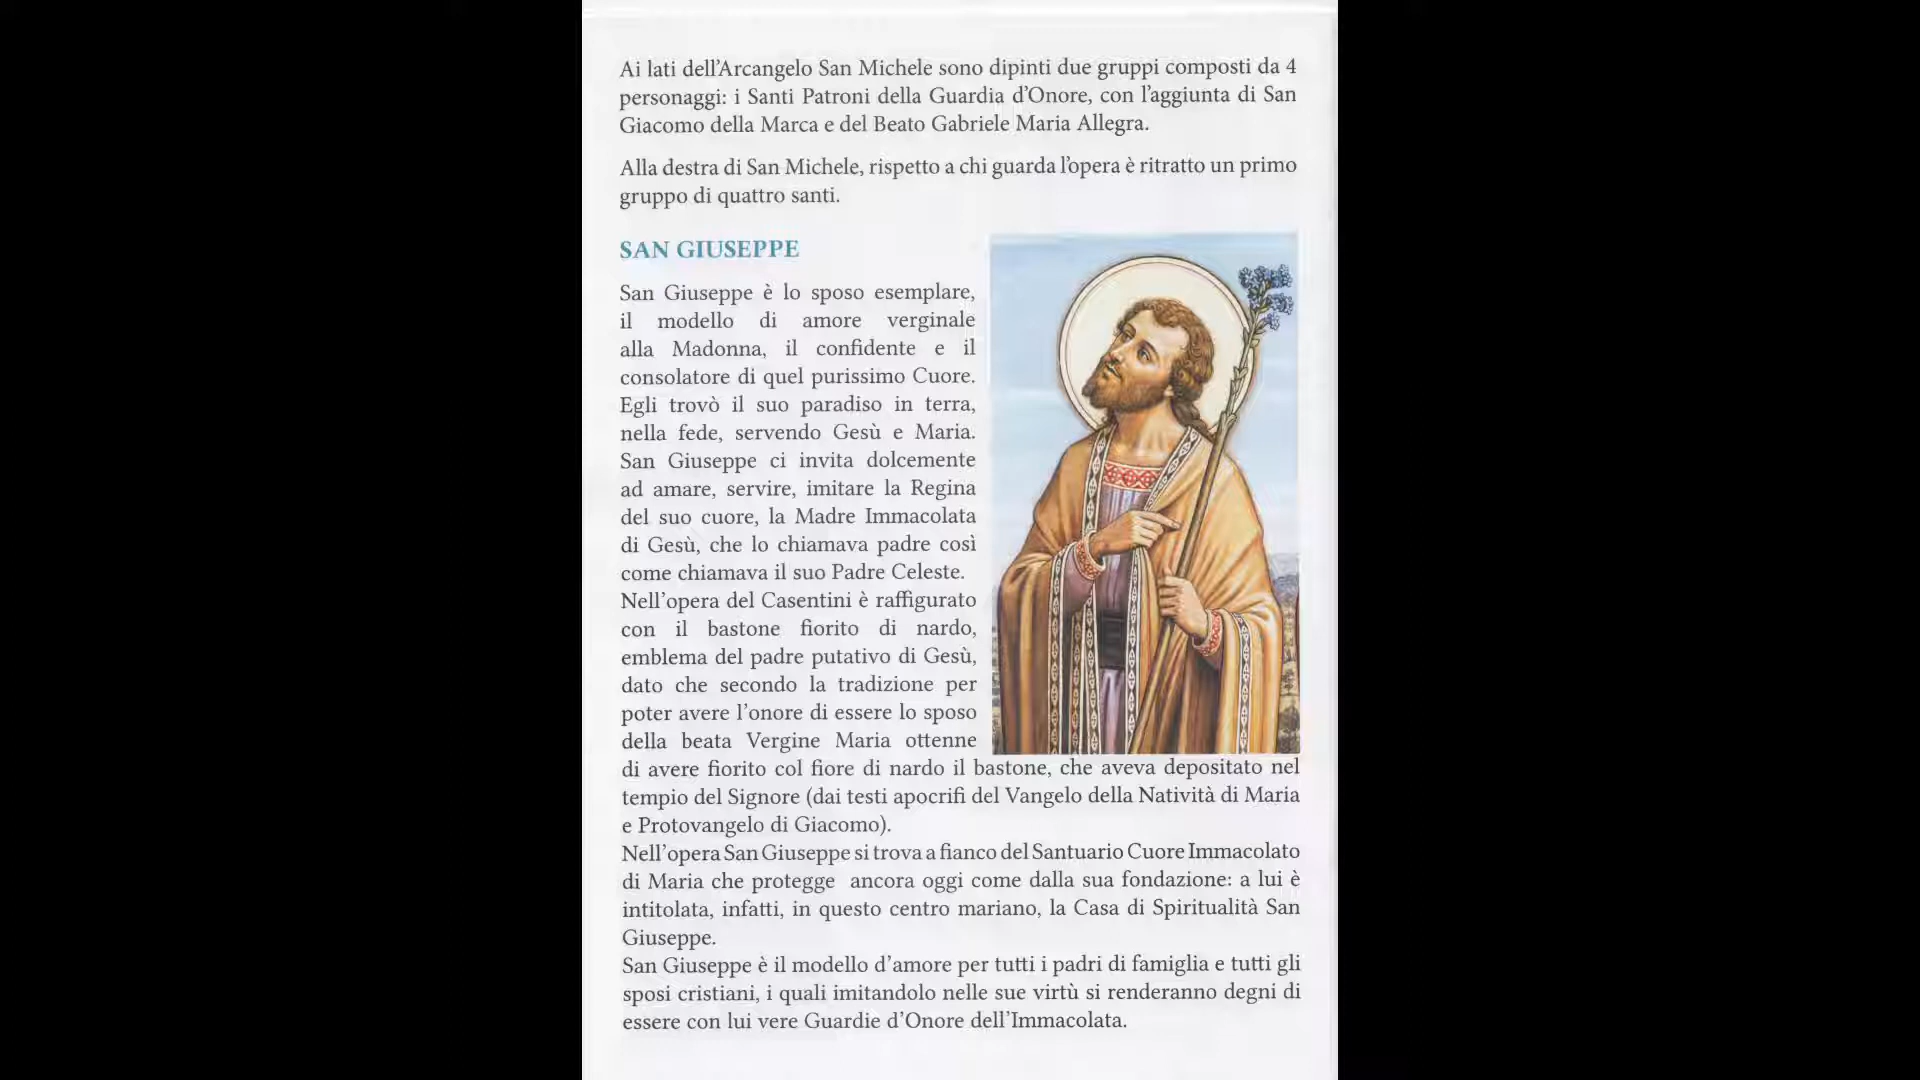 Ai lati dell'Arcangelo San Michele sono dipinti due gruppi composti da 4
personaggi: i Santi Patroni della Guardia d'Onore, con l'aggiunta di San
Giacomo della Marca e del Beato Gabriele Maria Allegra.
Alla destra di San Michele, rispetto a chi guarda l'opera è ritratto un primo
gruppo di quattro santi.
SAN GIUSEPPE
San Giuseppe è lo sposo esemplare,
il modello di amore verginale
alla Madonna, il confidente e il
consolatore di quel purissimo Cuore.
Egli trovò il suo paradiso in terra,
nella fede, servendo Gesù e Maria.
San Giuseppe ci invita dolcemente
ad amare, servire, imitare la Regina
del suo cuore, la Madre Immacolata
di Gesù, che lo chiamava padre così
come chiamava il suo Padre Celeste.
Nell'opera del Casentini è raffigurato
con il bastone fiorito di nardo,
emblema del padre putativo di Gesù,
dato che secondo la tradizione per
poter avere l'onore di essere lo sposo
della beata Vergine Maria ottenne
di avere fiorito col fiore di nardo il bastone, che aveva depositato nel
tempio del Signore (dai testi apocrifi del Vangelo della Natività di Maria
e Protovangelo di Giacomo).
Nell'opera San Giuseppe si trova a fianco del Santuario Cuore Immacolato
di Maria che protegge ancora oggi come dalla sua fondazione: a lui è
intitolata, infatti, in questo centro mariano, la Casa di Spiritualità San
Giuseppe.
San Giuseppe è il modello d'amore per tutti i padri di famiglia e tutti gli
sposi cristiani, i quali imitandolo nelle sue virtù si renderanno degni di
essere con lui vere Guardie d'Onore dell'Immacolata.